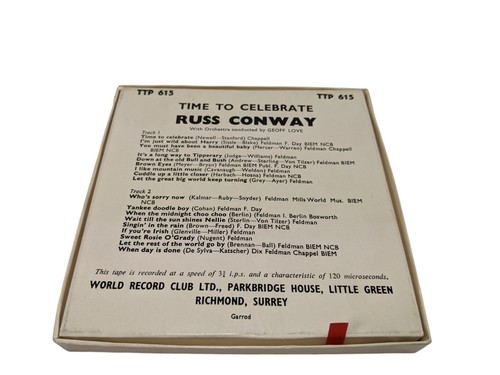 TTP 615 TTP 615
TIME TO CELEBRATE
RUSS CONWAY
With Orchestra conducted by GEOFF LOVE
Track 1
Time to celebrate (Newell—Stanford) Chappell
I'm just wild about Harry (Sissle—Blake) Feldman F. Day BIEM NCB
You must have been a beautiful baby (Mercer—Warren) Feldman Chappell
BIEM NCB
It's a long way to Tipperary (Judge—Williams) Feldman
Down at the old Bull and Bush (Andrew—Sterling—Von Tilzer) Feldman BIEM
Brown Eyes (Meyer—Bryn) Feldman BIEM Publ. F. Day NCB
I like mountain music (Cavanaugh—Weldon) Feldman
Cuddle up a little closer (Harbach—Hosna) Feldman NCB
Let the great big world keep turning (Grey—Ayer) Feldman
Track 2
Who's sorry now (Kalmar—Ruby—Snyder) Feldman Mills World Mus. BIEM
NCB
Yankee doodle boy (Cohan) Feldman F. Day
When the midnight choo choo (Berlin) Feldman I. Berlin Bosworth
Wait till the sun shines Nellie (Sterlin—Von Tilzer) Feldman
Singin' in the rain (Brown—Freed) F. Day BIEM NCB
If you're Irish (Glenville—Miller) Feldman
Sweet Rosie O'Grady (Nugent) Feldman
Let the rest of the world go by (Brennan—Ball) Feldman BIEM NCB
When day is done (De Sylva—Katscher) Dix Feldman Chappel BIEM
This tape is recorded at a speed of 3¾ i.p.s. and a characteristic of 120 microseconds.
WORLD RECORD CLUB LTD., PARKBRIDGE HOUSE, LITTLE GREEN
RICHMOND, SURREY
Garrod